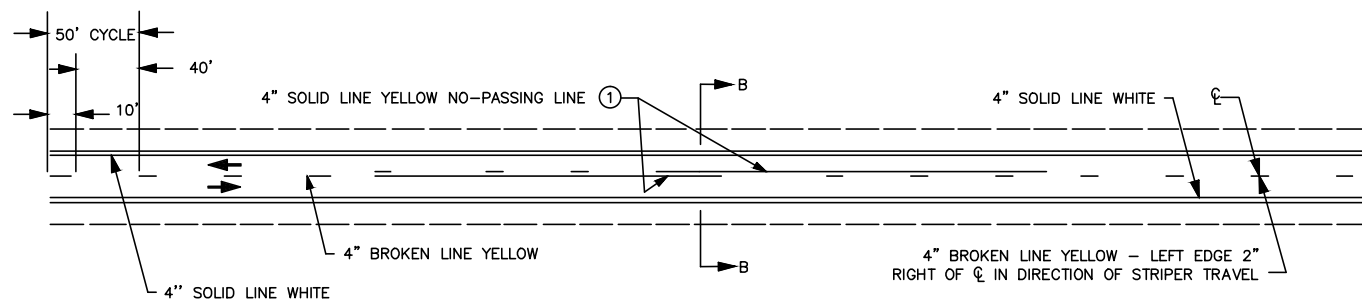 50' CYCLE
40'
10'
4" SOLID LINE YELLOW NO-PASSING LINE 1
B
4" SOLID LINE WHITE
℄
4" BROKEN LINE YELLOW
B
4" BROKEN LINE YELLOW – LEFT EDGE 2"
RIGHT OF ℄ IN DIRECTION OF STRIPER TRAVEL
4'' SOLID LINE WHITE